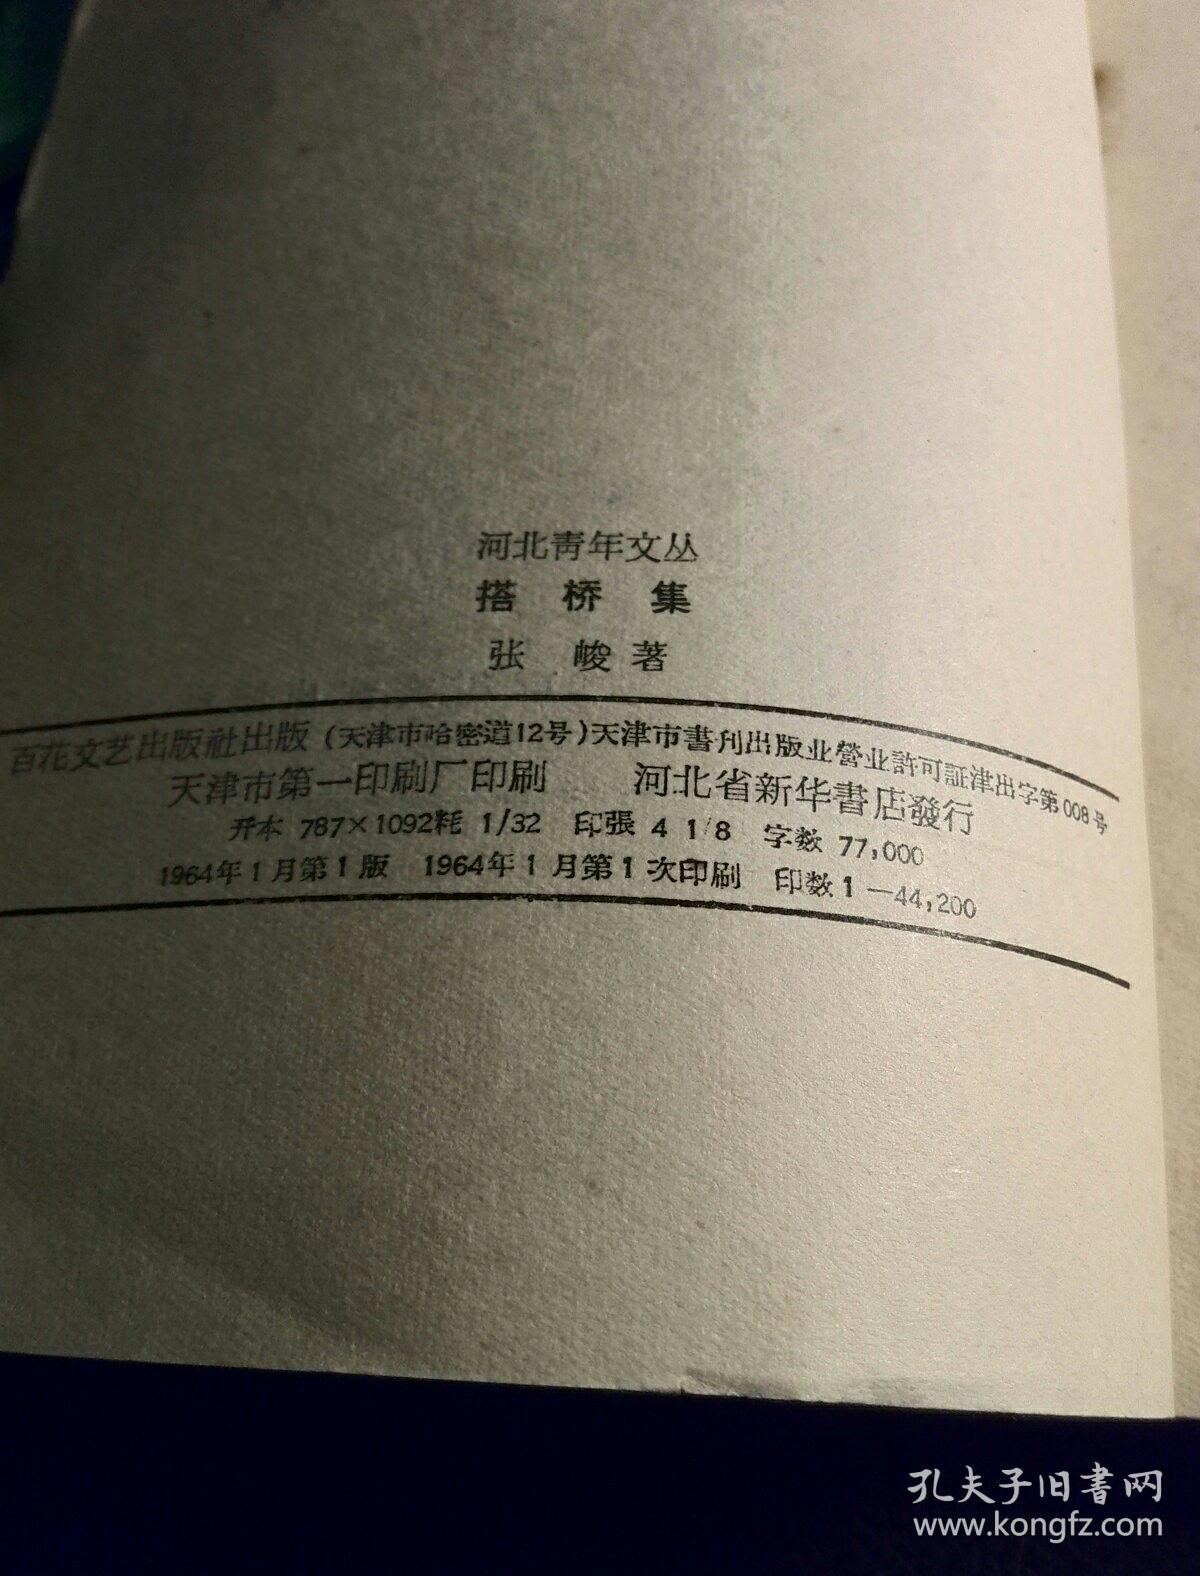 河北靑年文丛
搭桥集
张峻著
百花文艺出版社出版(天津市哈密道12号)天津市書刊出版业營业許可証津出字第008号
天津市第一印刷厂印刷 河北省新华書店發行
开本 787×1092耗 1/32 印張 4 1/8 字数 77,000
1964年1月第1版 1964年1月第1次印刷 印数1—44,200
孔夫子旧书网
www.kongfz.com